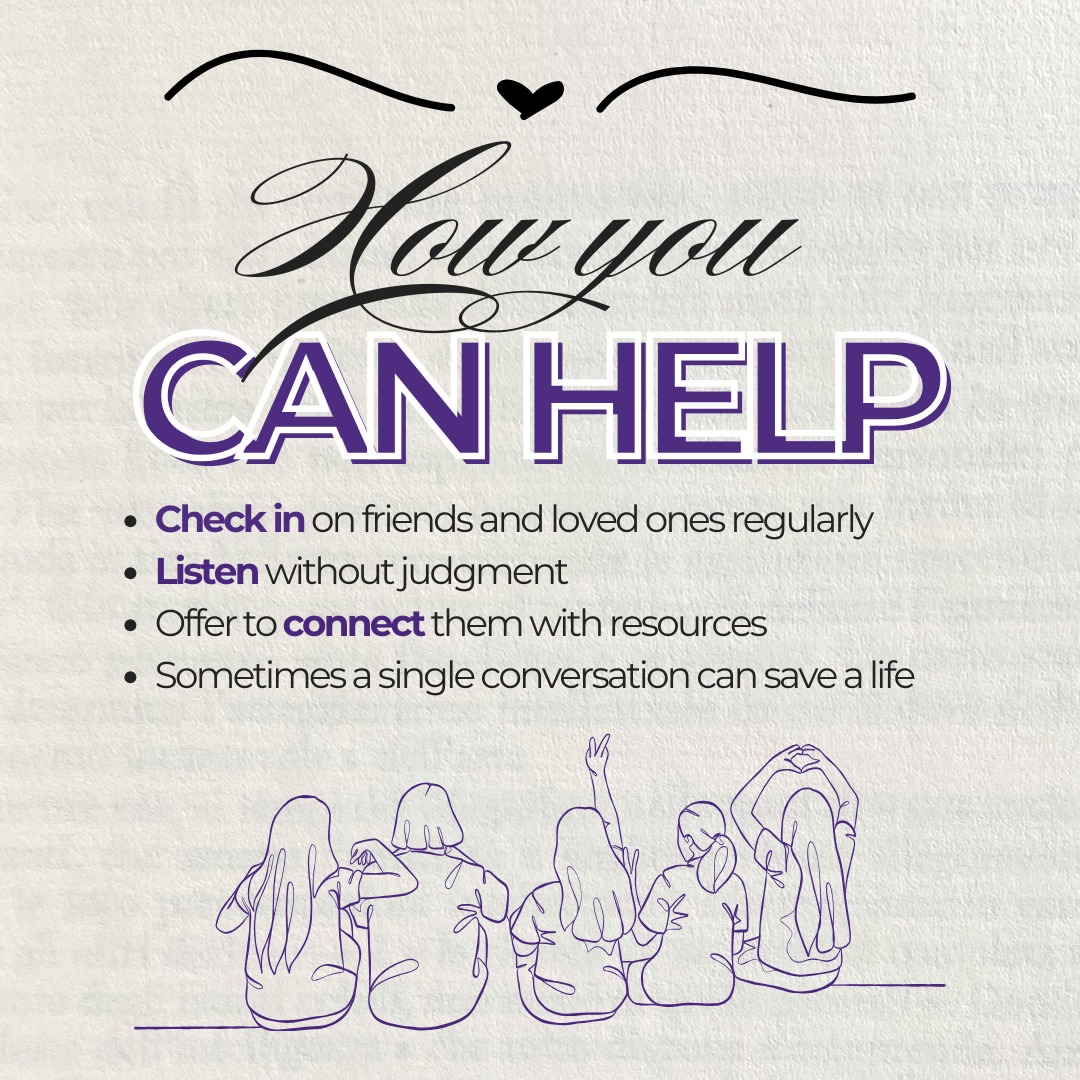 How you
CAN HELP
• Check in on friends and loved ones regularly
• Listen without judgment
• Offer to connect them with resources
• Sometimes a single conversation can save a life